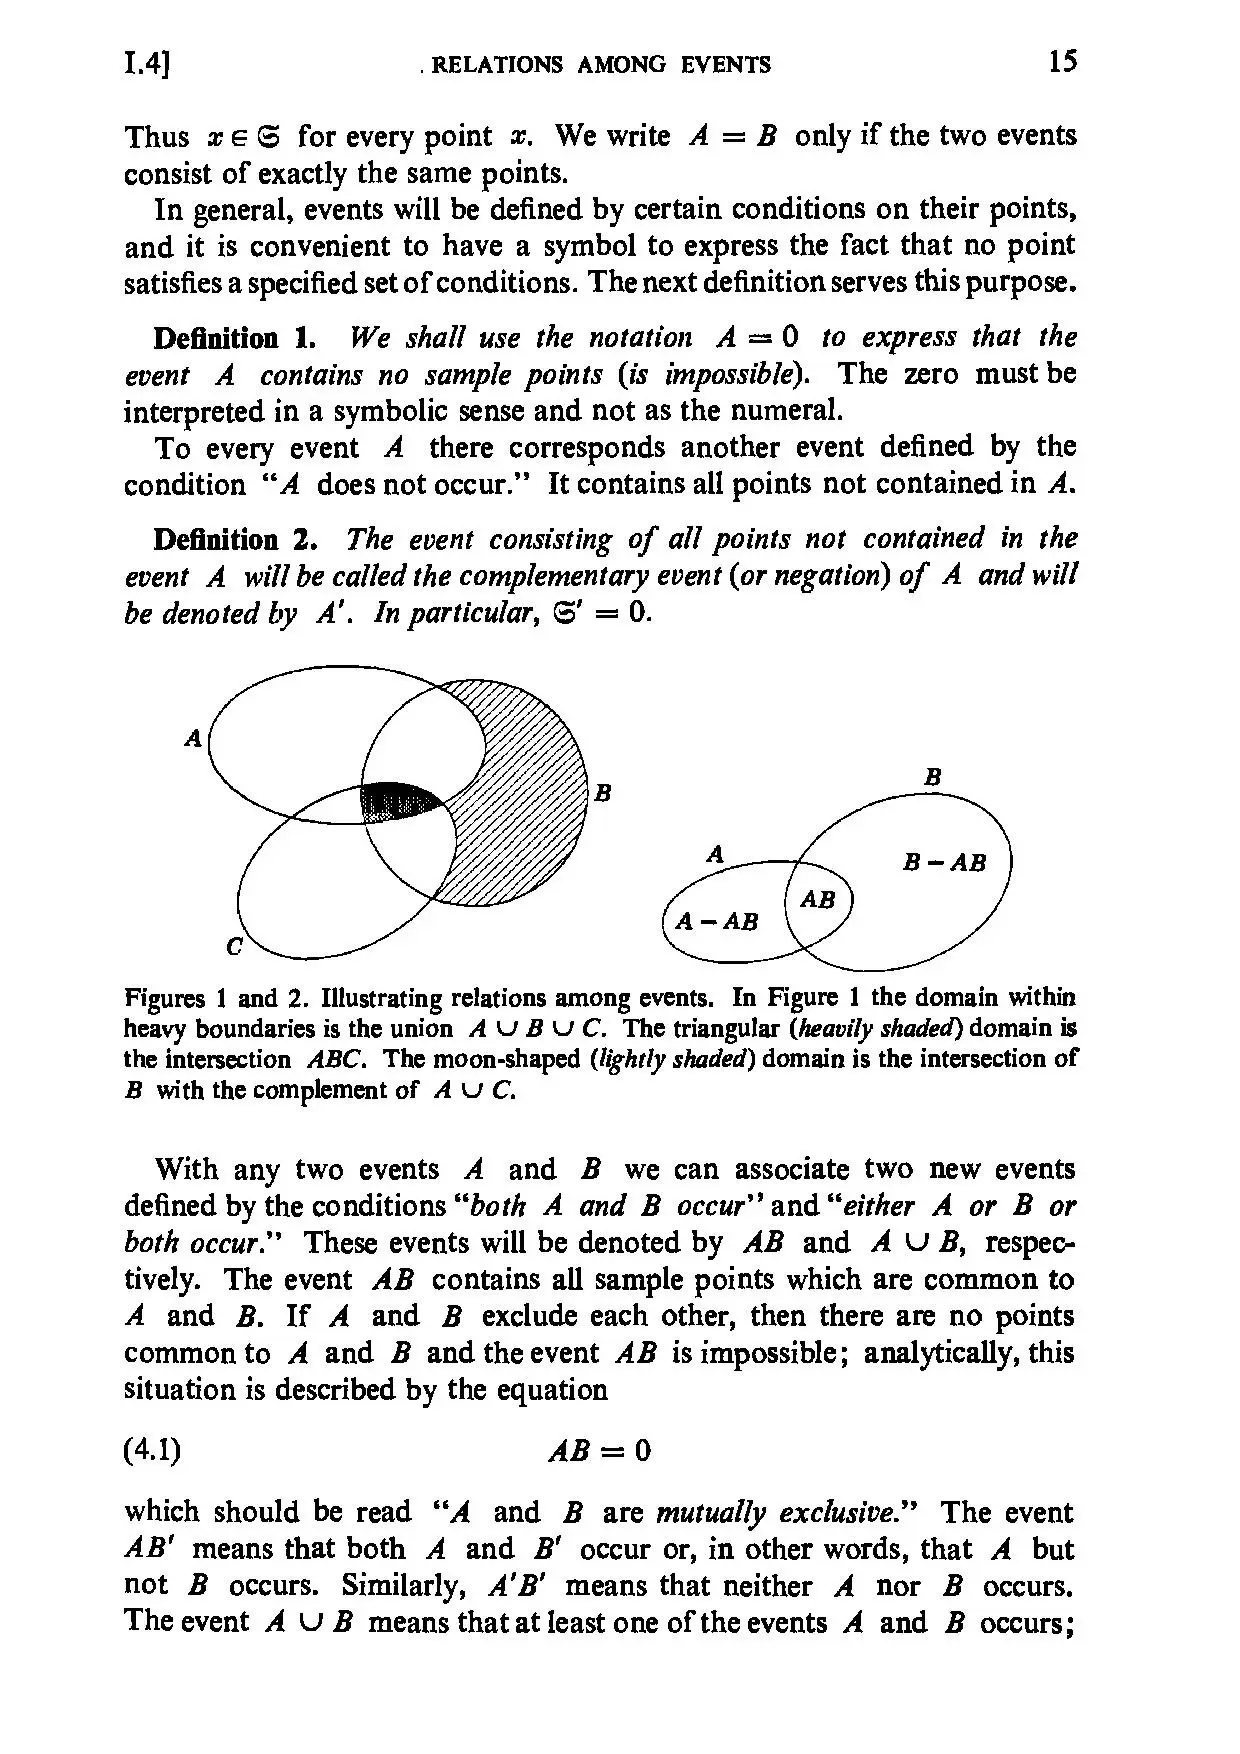 I.4] . RELATIONS AMONG EVENTS 15
Thus x ∈ 𝔖 for every point x. We write A = B only if the two events
consist of exactly the same points.
In general, events will be defined by certain conditions on their points,
and it is convenient to have a symbol to express the fact that no point
satisfies a specified set of conditions. The next definition serves this purpose.
Definition 1. We shall use the notation A = 0 to express that the
event A contains no sample points (is impossible). The zero must be
interpreted in a symbolic sense and not as the numeral.
To every event A there corresponds another event defined by the
condition “A does not occur.” It contains all points not contained in A.
Definition 2. The event consisting of all points not contained in the
event A will be called the complementary event (or negation) of A and will
be denoted by A'. In particular, 𝔖' = 0.
A
B
C
B
A
B – AB
AB
A – AB
Figures 1 and 2. Illustrating relations among events. In Figure 1 the domain within
heavy boundaries is the union A ∪ B ∪ C. The triangular (heavily shaded) domain is
the intersection ABC. The moon-shaped (lightly shaded) domain is the intersection of
B with the complement of A ∪ C.
With any two events A and B we can associate two new events
defined by the conditions “both A and B occur” and “either A or B or
both occur.” These events will be denoted by AB and A ∪ B, respec-
tively. The event AB contains all sample points which are common to
A and B. If A and B exclude each other, then there are no points
common to A and B and the event AB is impossible; analytically, this
situation is described by the equation
(4.1) AB = 0
which should be read “A and B are mutually exclusive.” The event
AB' means that both A and B' occur or, in other words, that A but
not B occurs. Similarly, A'B' means that neither A nor B occurs.
The event A ∪ B means that at least one of the events A and B occurs;